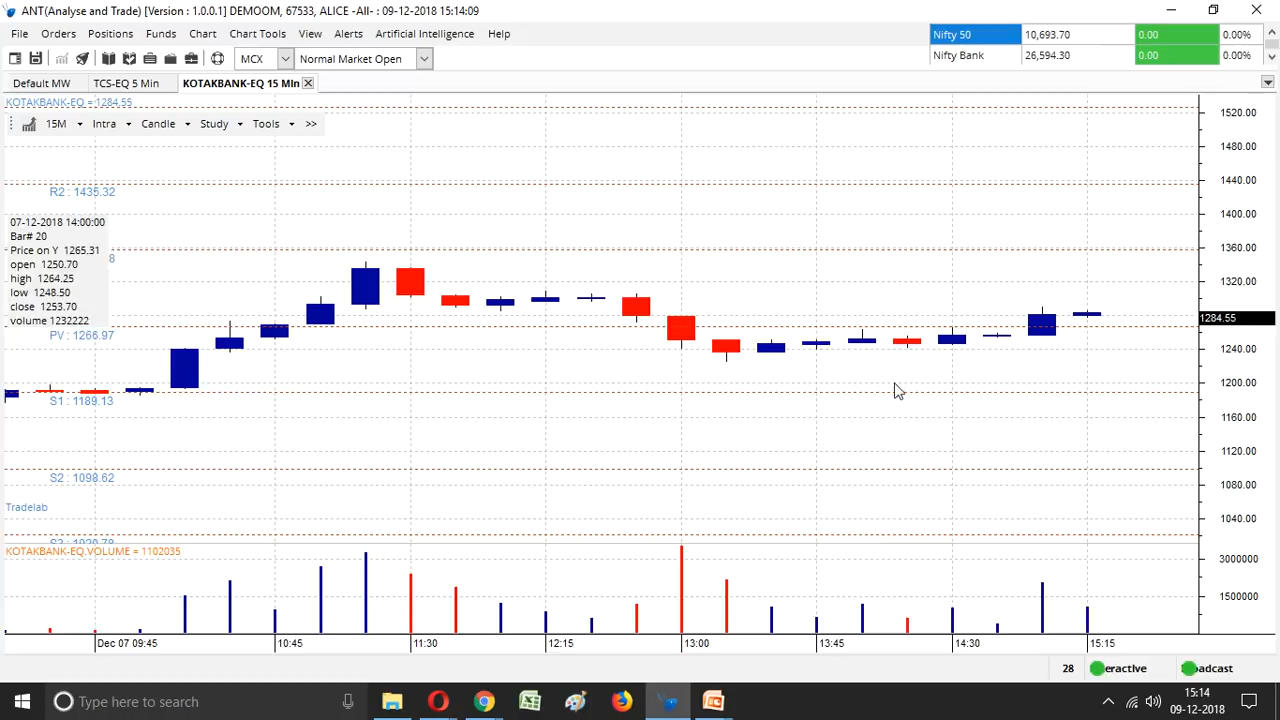 ANT(Analyse and Trade) [Version : 1.0.0.1] DEMOOM, 67533, ALICE -All- : 09-12-2018 15:14:09
File Orders Positions Funds Chart Chart Tools View Alerts Artificial Intelligence Help
Nifty 50 10,693.70 0.00 0.00%
Nifty Bank 26,594.30 0.00 0.00%
MCX Normal Market Open
Default MW TCS-EQ 5 Min KOTAKBANK-EQ 15 Min
KOTAKBANK-EQ = 1284.55
15M Intra Candle Study Tools >>
1520.00
1480.00
1440.00
R2 : 1435.32
1400.00
07-12-2018 14:00:00
Bar# 20
Price on Y 1265.31
1360.00
8
open 1250.70
high 1264.25
1320.00
low 1248.50
close 1253.70
volume 1232222
1284.55
PV : 1266.97
1240.00
1200.00
S1 : 1189.13
1160.00
1120.00
S2 : 1098.62
1080.00
Tradelab
1040.00
KOTAKBANK-EQ.VOLUME = 1102035
3000000
1500000
Dec 07 09:45 10:45 11:30 12:15 13:00 13:45 14:30 15:15
28 eractive adcast
Type here to search
15:14
09-12-2018